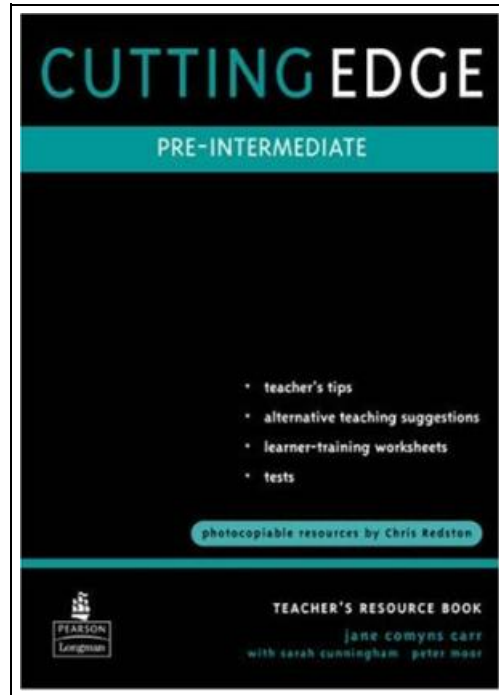 CUTTING EDGE
PRE-INTERMEDIATE
• teacher's tips
• alternative teaching suggestions
• learner-training worksheets
• tests
photocopiable resources by Chris Redston
TEACHER'S RESOURCE BOOK
jane comyns carr
with sarah cunningham peter moor
PEARSON
Longman